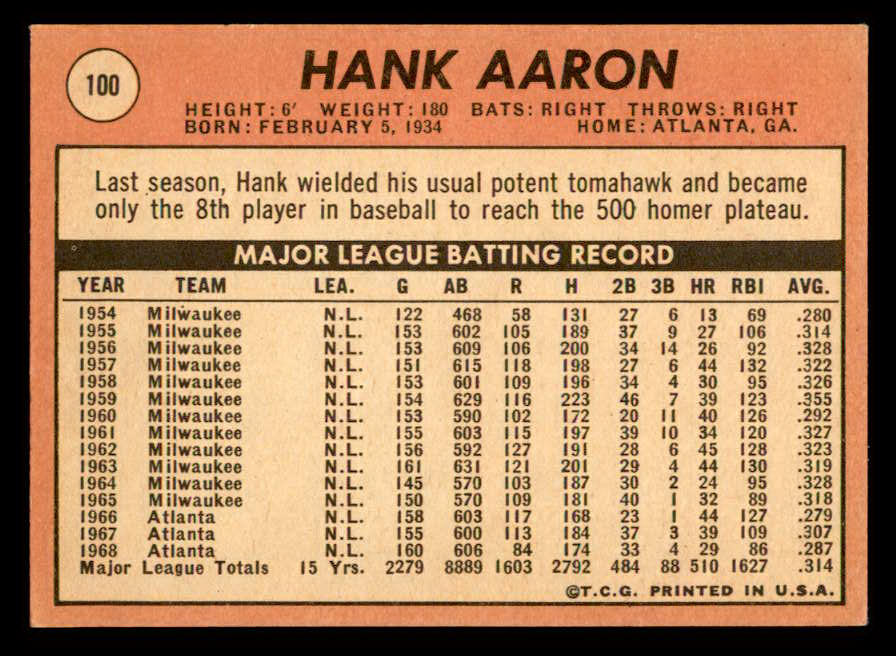 100
HANK AARON
HEIGHT: 6' WEIGHT: 180 BATS: RIGHT THROWS: RIGHT
BORN: FEBRUARY 5, 1934 HOME: ATLANTA, GA.
Last season, Hank wielded his usual potent tomahawk and became
only the 8th player in baseball to reach the 500 homer plateau.
MAJOR LEAGUE BATTING RECORD
YEAR TEAM LEA. G AB R H 2B 3B HR RBI AVG.
1954 Milwaukee N.L. 122 468 58 131 27 6 13 69 .280
1955 Milwaukee N.L. 153 602 105 189 37 9 27 106 .314
1956 Milwaukee N.L. 153 609 106 200 34 14 26 92 .328
1957 Milwaukee N.L. 151 615 118 198 27 6 44 132 .322
1958 Milwaukee N.L. 153 601 109 196 34 4 30 95 .326
1959 Milwaukee N.L. 154 629 116 223 46 7 39 123 .355
1960 Milwaukee N.L. 153 590 102 172 20 11 40 126 .292
1961 Milwaukee N.L. 155 603 115 197 39 10 34 120 .327
1962 Milwaukee N.L. 156 592 127 191 28 6 45 128 .323
1963 Milwaukee N.L. 161 631 121 201 29 4 44 130 .319
1964 Milwaukee N.L. 145 570 103 187 30 2 24 95 .328
1965 Milwaukee N.L. 150 570 109 181 40 1 32 89 .318
1966 Atlanta N.L. 158 603 117 168 23 1 44 127 .279
1967 Atlanta N.L. 155 600 113 184 37 3 39 109 .307
1968 Atlanta N.L. 160 606 84 174 33 4 29 86 .287
Major League Totals 15 Yrs. 2279 8889 1603 2792 484 88 510 1627 .314
©T.C.G. PRINTED IN U.S.A.